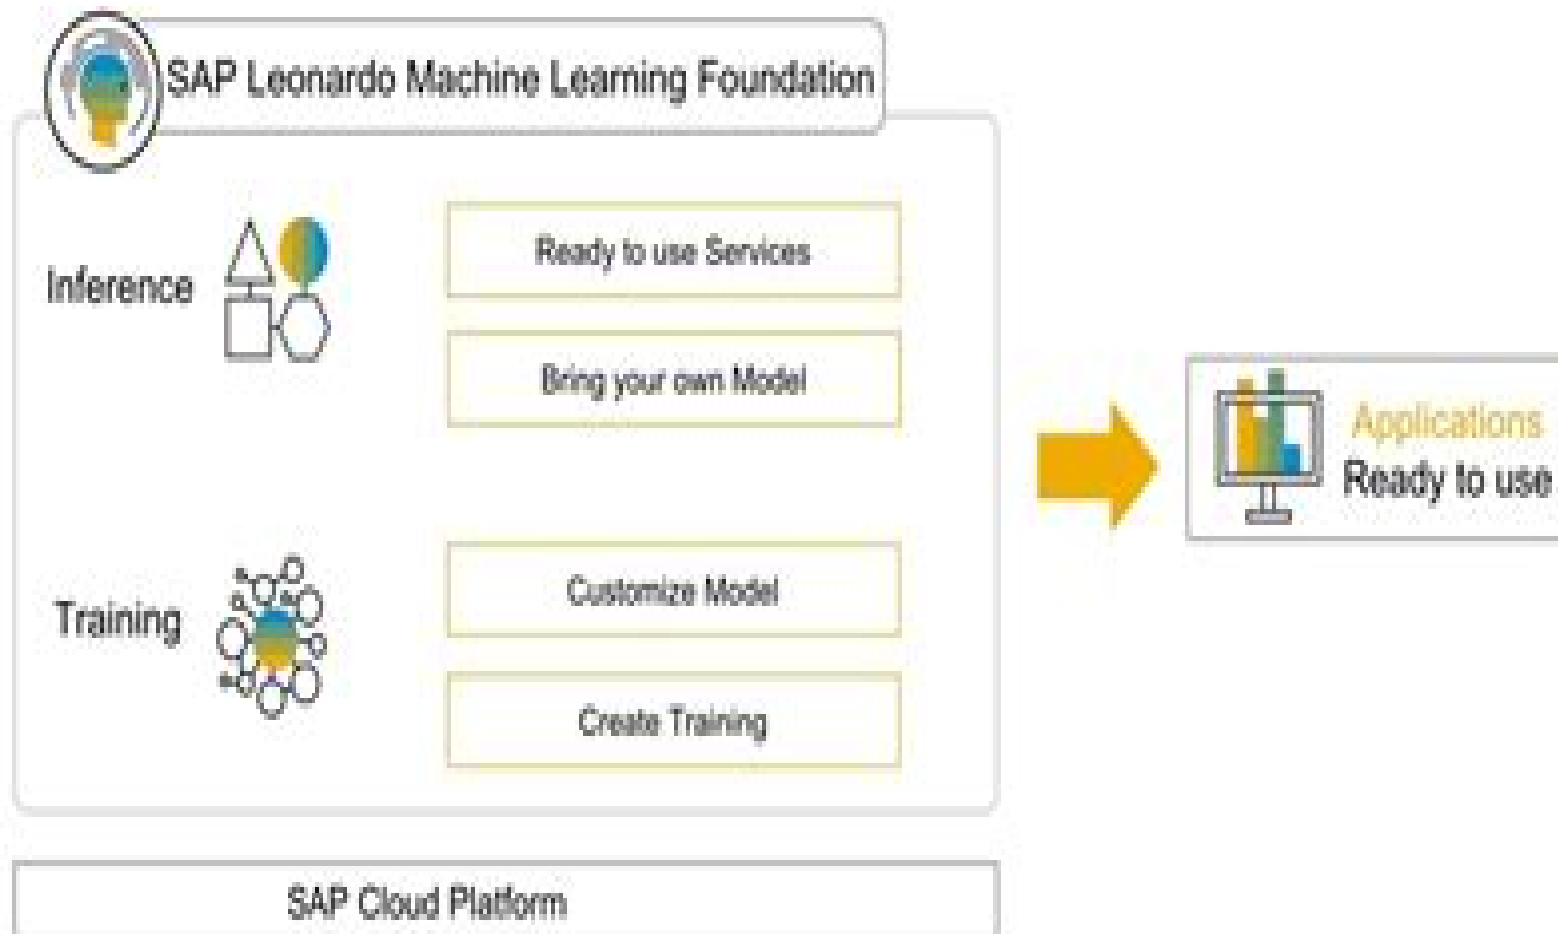 SAP Leonardo Machine Learning Foundation
Inference
Ready to use Services
Bring your own Model
Training
Customize Model
Create Training
Applications
Ready to use
SAP Cloud Platform